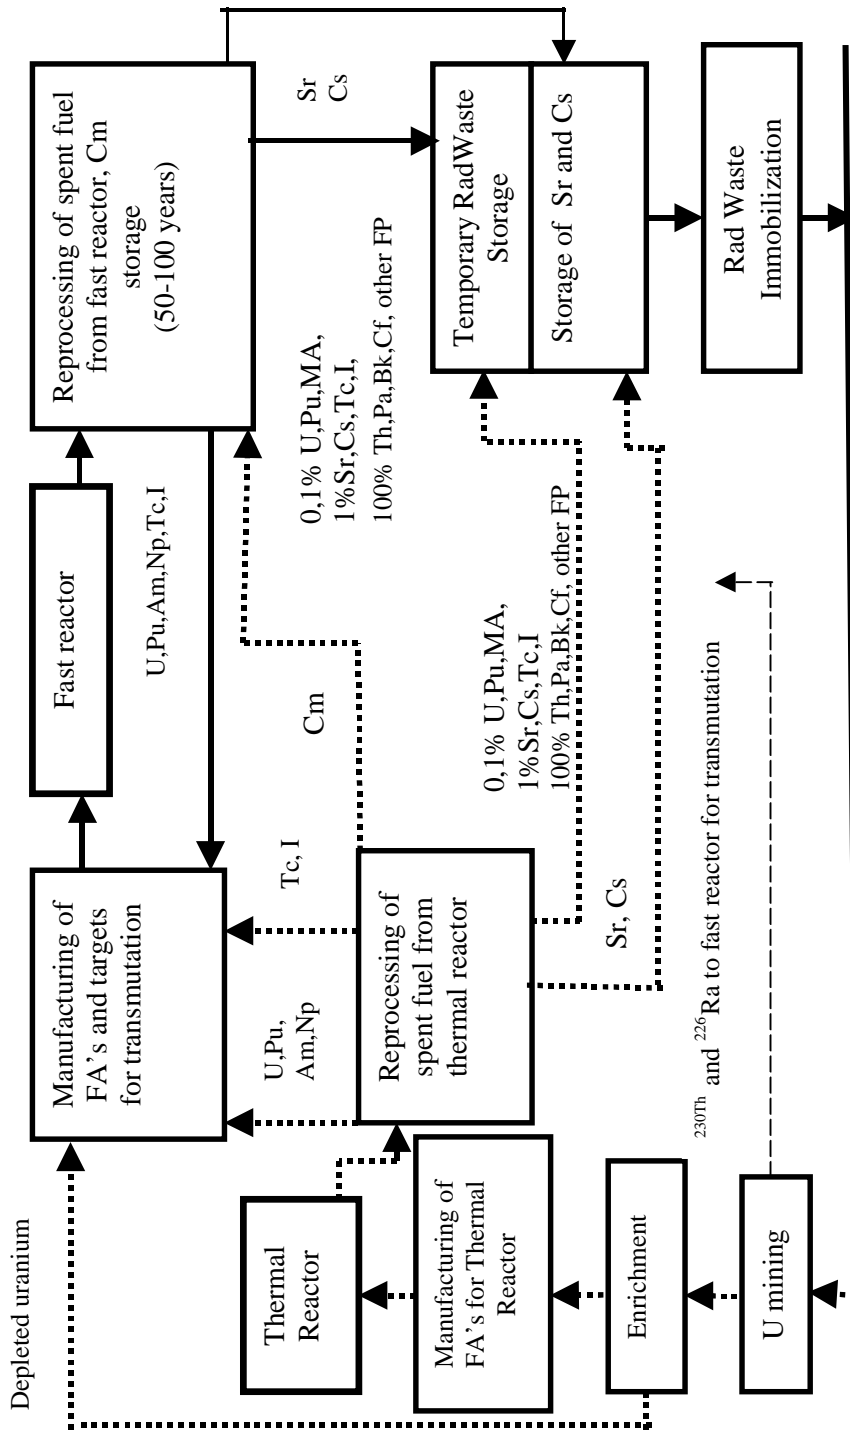 Depleted uranium
Manufacturing of
FA's and targets
for transmutation
Fast reactor
Reprocessing of spent fuel
from fast reactor, Cm
storage
(50-100 years)
U,Pu,Am,Np,Tc,I
Sr
Cs
Thermal
Reactor
U,Pu,
Am,Np
Tc, I
Cm
0,1% U,Pu,MA,
1%Sr,Cs,Tc,I,
100% Th,Pa,Bk,Cf, other FP
Manufacturing of
FA's for Thermal
Reactor
Reprocessing of
spent fuel from
thermal reactor
0,1% U,Pu,MA,
1%Sr,Cs,Tc,I
100% Th,Pa,Bk,Cf, other FP
Temporary RadWaste
Storage
Storage of Sr and Cs
Sr, Cs
Enrichment
230Th and 226Ra to fast reactor for transmutation
U mining
Rad Waste
Immobilization